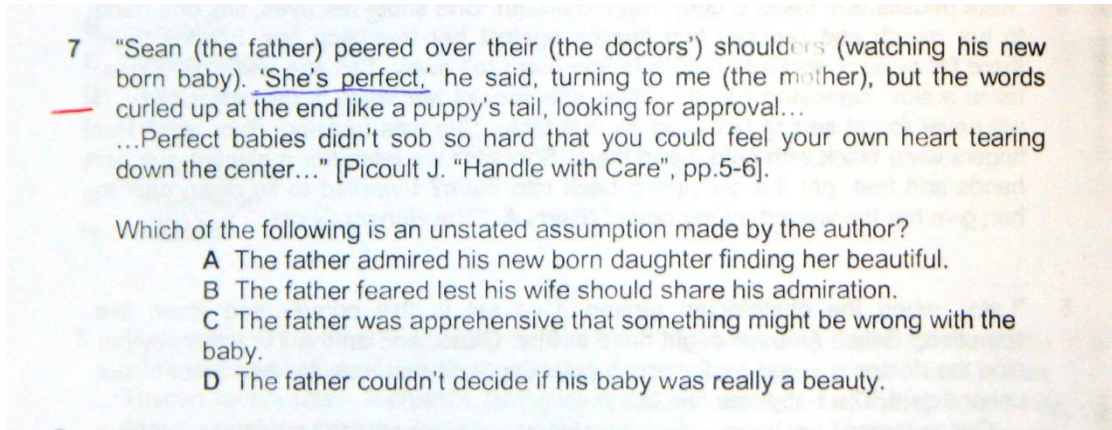 7 "Sean (the father) peered over their (the doctors') shoulders (watching his new
born baby). 'She's perfect,' he said, turning to me (the mother), but the words
curled up at the end like a puppy's tail, looking for approval...
...Perfect babies didn't sob so hard that you could feel your own heart tearing
down the center... [Picoult J. "Handle with Care", pp.5-6].
Which of the following is an unstated assumption made by the author?
A The father admired his new born daughter finding her beautiful.
B The father feared lest his wife should share his admiration.
C The father was apprehensive that something might be wrong with the
baby.
D The father couldn't decide if his baby was really a beauty.